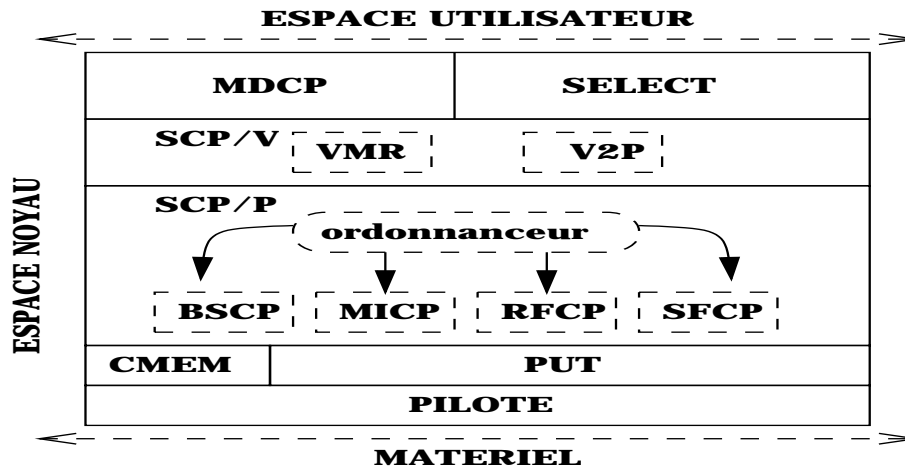 ESPACE UTILISATEUR
MDCP SELECT
SCP/V VMR V2P
SCP/P
ordonnanceur
BSCP MICP RFCP SFCP
CMEM PUT
PILOTE
MATERIEL
ESPACE NOYAU